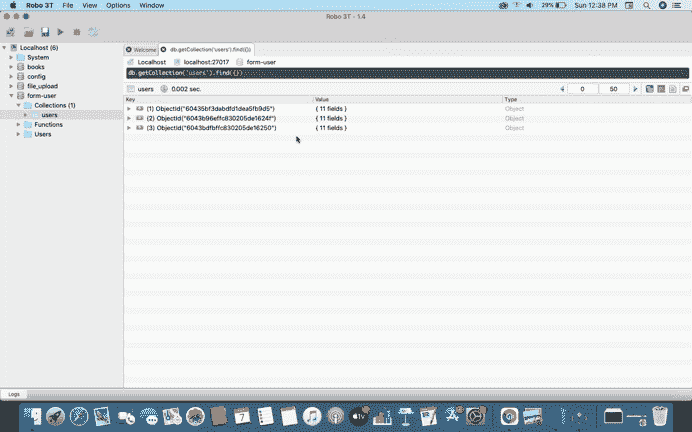 Robo 3T File View Options Window 29% Sun 12:38 PM
Robo 3T - 1.4
Localhost (6)
System
books
config
file_upload
form-user
Collections (1)
users
Functions
Users
Welcome db.getCollection('users').find({})
Localhost localhost:27017 form-user
db.getCollection('users').find({})
users 0.002 sec. 0 50
Key Value Type
(1) ObjectId("60435bf3dabdfd1dea5fb9d5") { 11 fields } Object
(2) ObjectId("6043b96effc830205de1624f") { 11 fields } Object
(3) ObjectId("6043bdfbffc830205de16250") { 11 fields } Object
Logs
7
tv